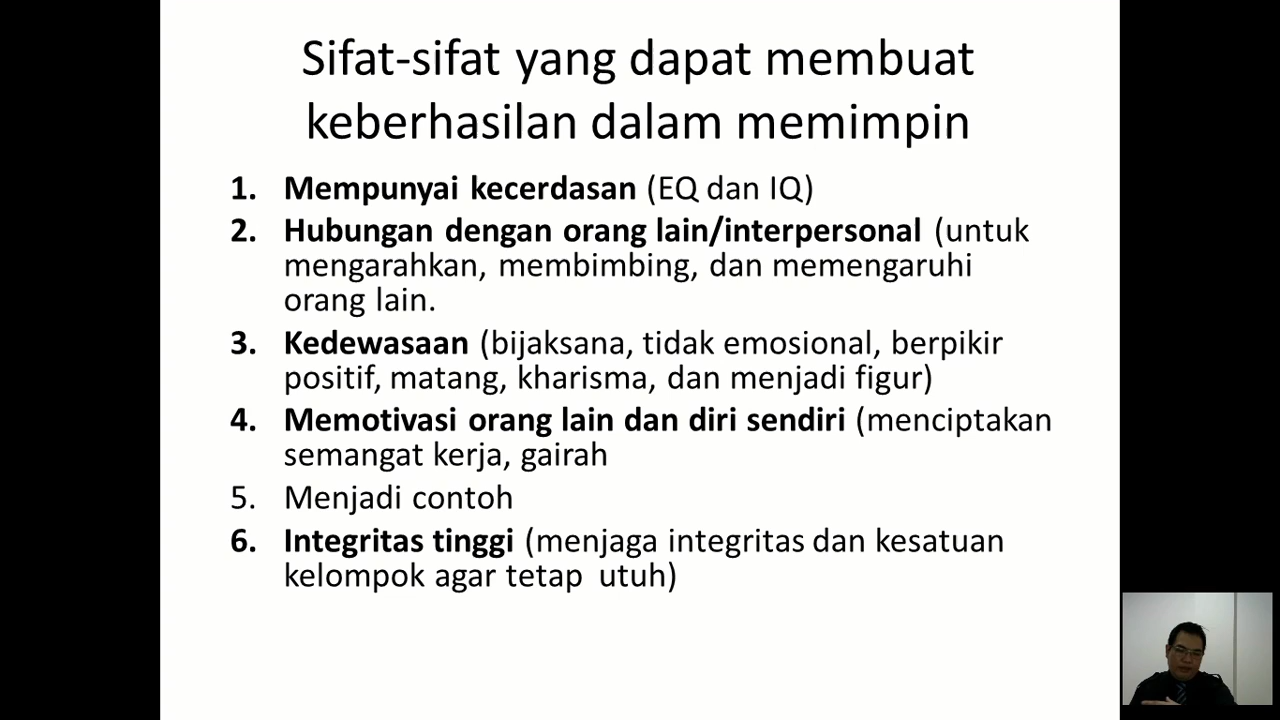 Sifat-sifat yang dapat membuat
keberhasilan dalam memimpin
1. Mempunyai kecerdasan (EQ dan IQ)
2. Hubungan dengan orang lain/interpersonal (untuk
mengarahkan, membimbing, dan memengaruhi
orang lain.
3. Kedewasaan (bijaksana, tidak emosional, berpikir
positif, matang, kharisma, dan menjadi figur)
4. Memotivasi orang lain dan diri sendiri (menciptakan
semangat kerja, gairah
5. Menjadi contoh
6. Integritas tinggi (menjaga integritas dan kesatuan
kelompok agar tetap  utuh)